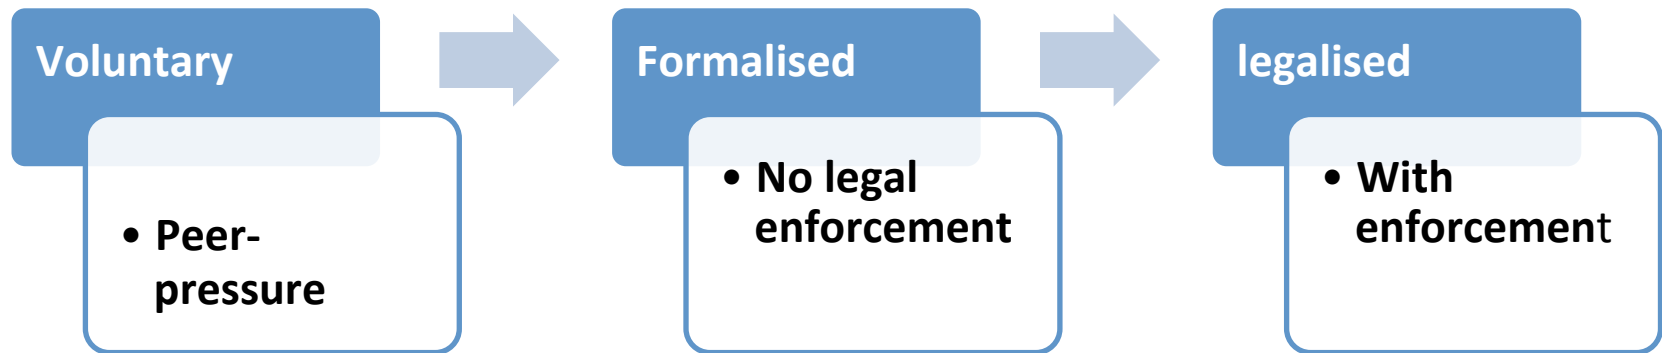 Voluntary
• Peer-
pressure
Formalised
• No legal
enforcement
legalised
• With
enforcement